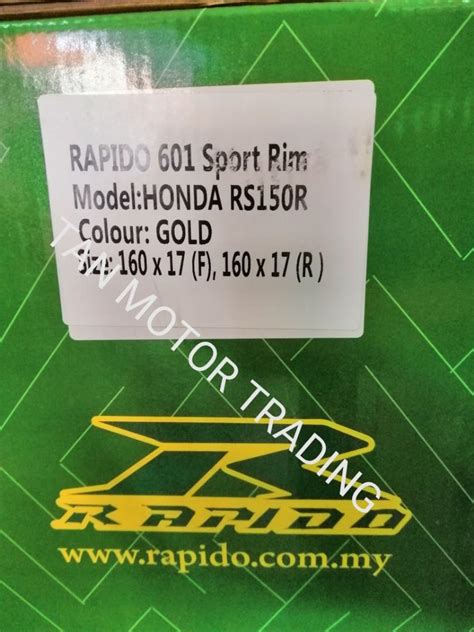 RAPIDO 601 Sport Rim
Model:HONDA RS150R
Colour: GOLD
Size: 160 x 17 (F), 160 x 17 (R )
TAN MOTOR TRADING
RAPIDO
www.rapido.com.my